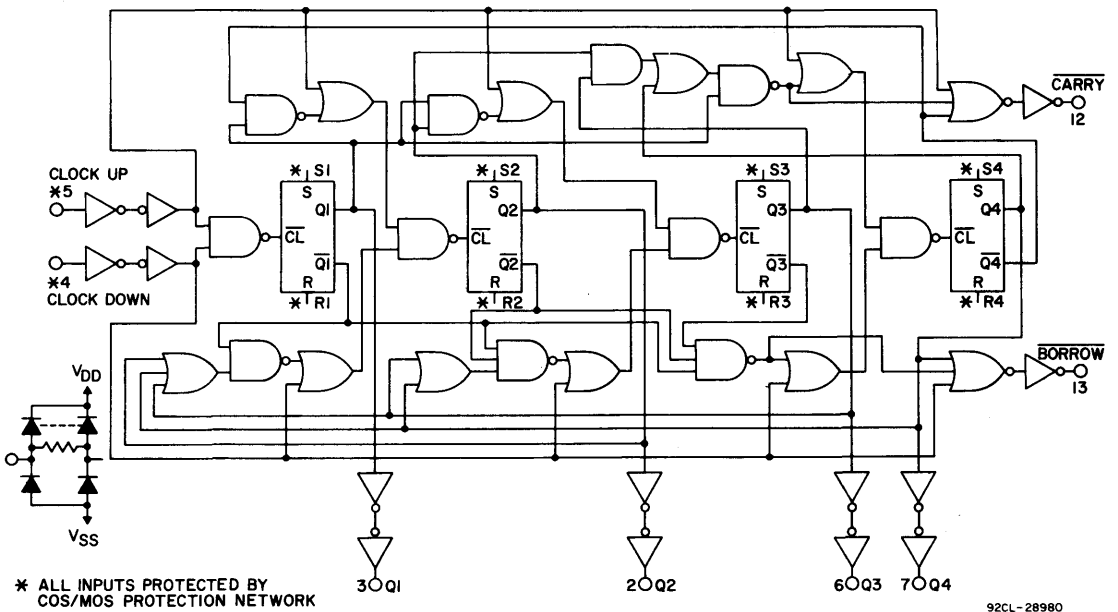 CARRY
12
CLOCK UP
*5
*4
CLOCK DOWN
* S1
S
Q1
CL
Q1
R
* R1
* S2
S
Q2
CL
Q2
R
* R2
* S3
S
Q3
CL
Q3
R
* R3
* S4
S
Q4
CL
Q4
R
* R4
BORROW
13
VDD
VSS
3 Q1
2 Q2
6 Q3
7 Q4
* ALL INPUTS PROTECTED BY
COS/MOS PROTECTION NETWORK
92CL-28980